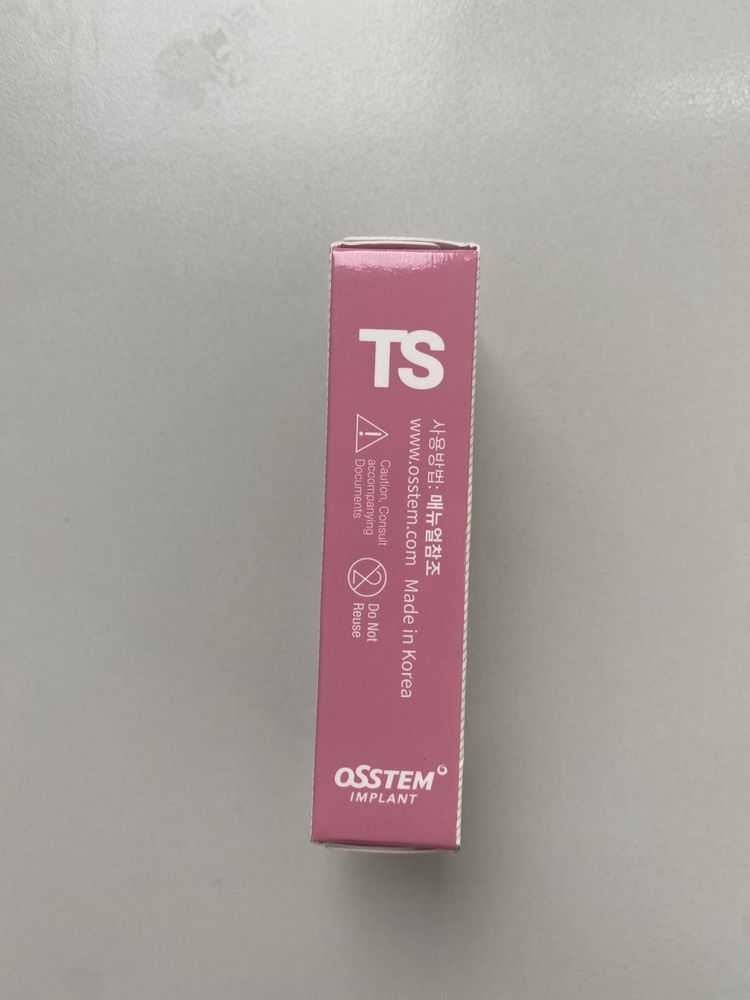 TS
사용방법: 매뉴얼참조
www.osstem.com Made in Korea
Caution, Consult
accompanying
Documents
2
Do Not
Reuse
OSSTEM
IMPLANT